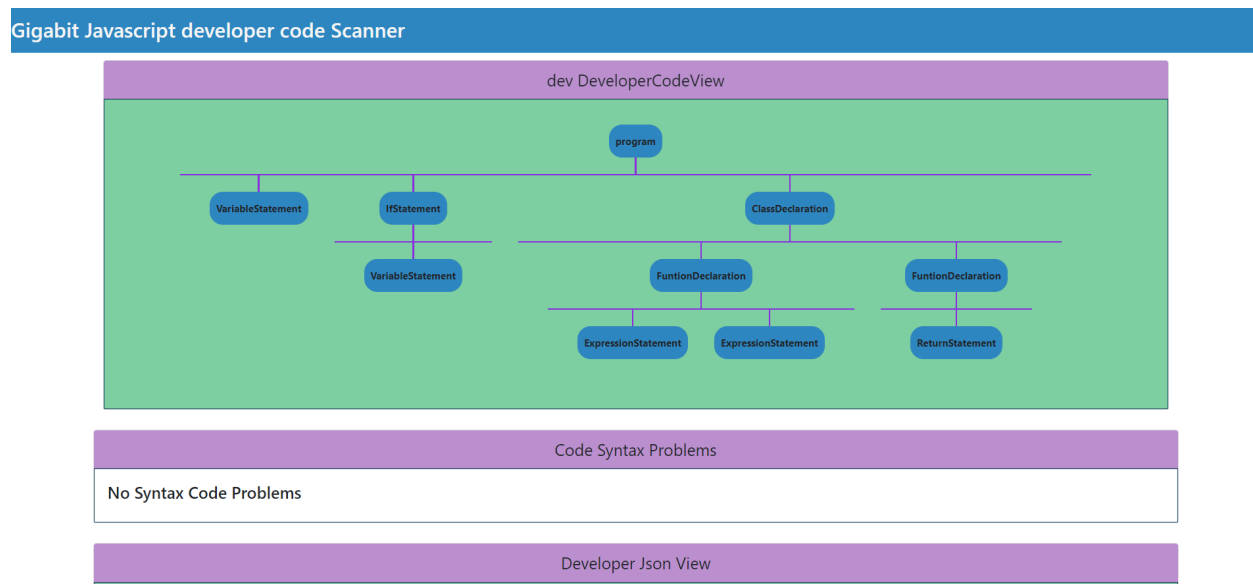 Gigabit Javascript developer code Scanner
dev DeveloperCodeView
program
VariableStatement
IfStatement
ClassDeclaration
VariableStatement
FuntionDeclaration
FuntionDeclaration
ExpressionStatement
ExpressionStatement
ReturnStatement
Code Syntax Problems
No Syntax Code Problems
Developer Json View